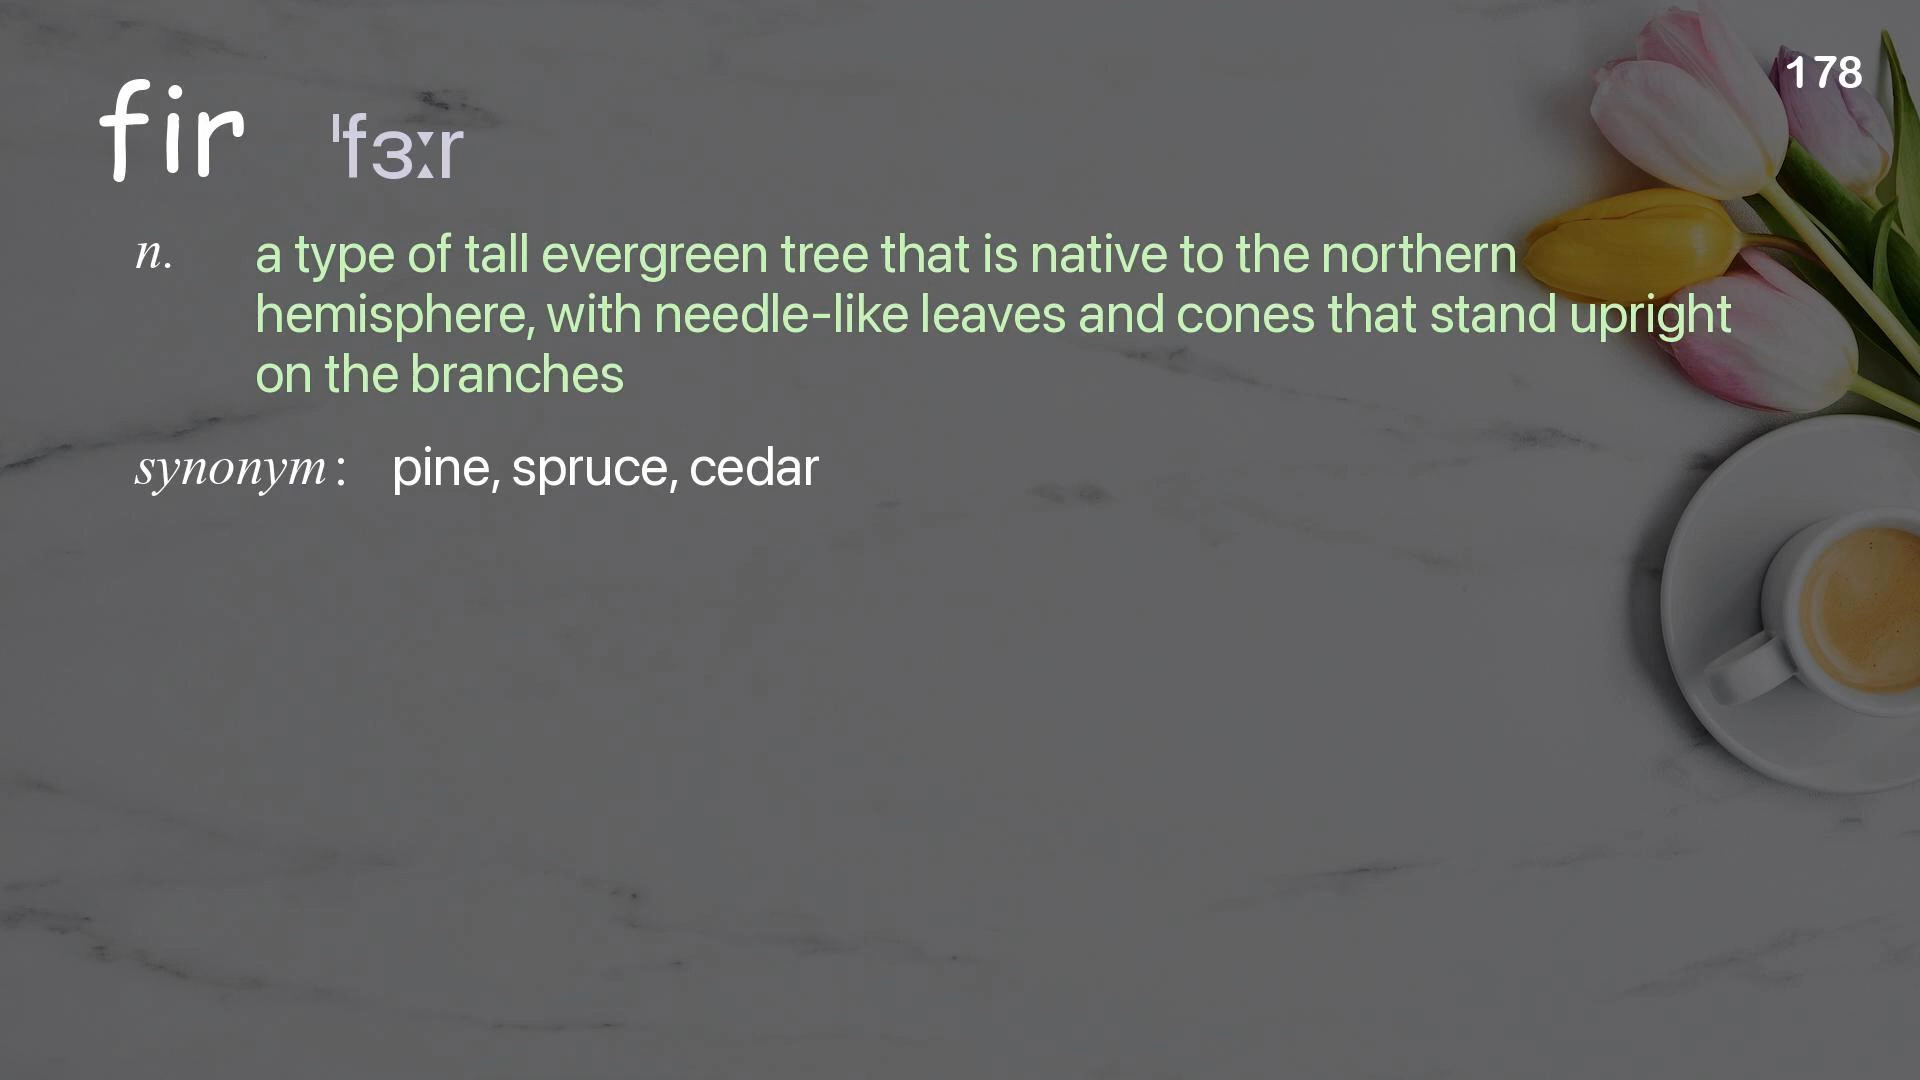 178
fir ˈfɜːr
n. a type of tall evergreen tree that is native to the northern
hemisphere, with needle-like leaves and cones that stand upright
on the branches
synonym: pine, spruce, cedar